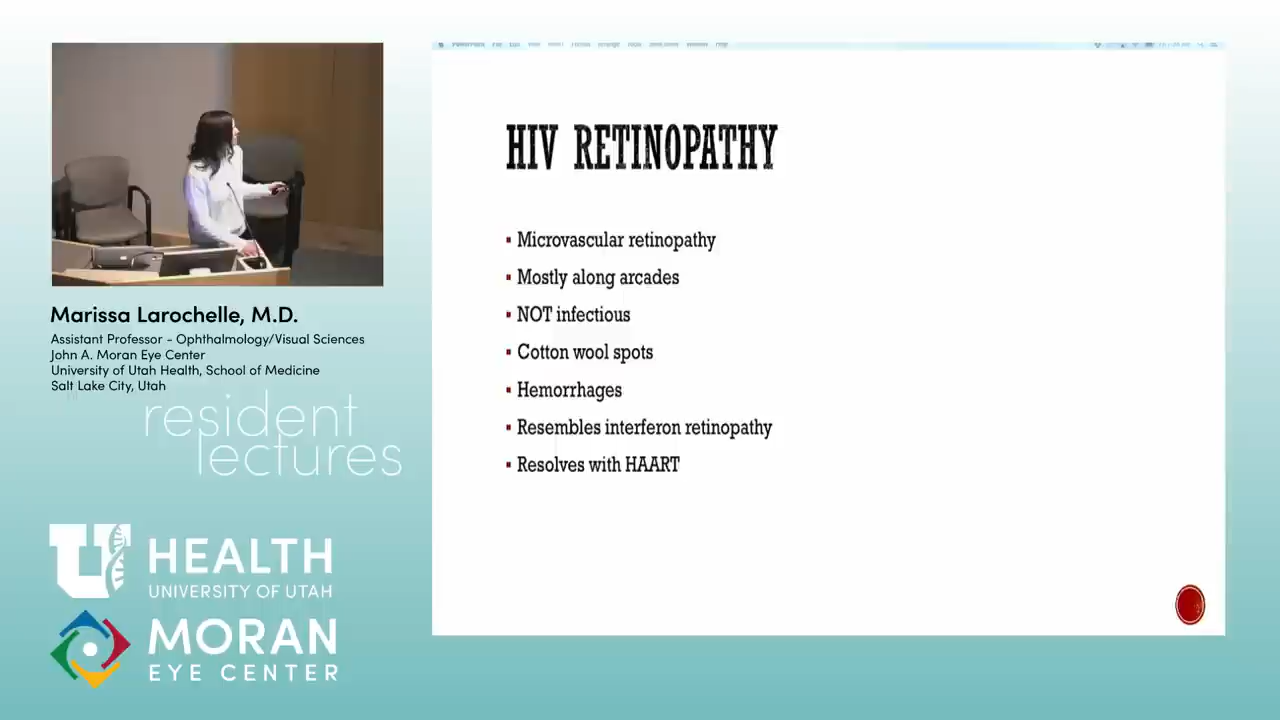 HIV RETINOPATHY
▪ Microvascular retinopathy
▪ Mostly along arcades
▪ NOT infectious
▪ Cotton wool spots
▪ Hemorrhages
▪ Resembles interferon retinopathy
▪ Resolves with HAART
Marissa Larochelle, M.D.
Assistant Professor - Ophthalmology/Visual Sciences
John A. Moran Eye Center
University of Utah Health, School of Medicine
Salt Lake City, Utah
resident
lectures
U HEALTH
UNIVERSITY OF UTAH
MORAN
EYE CENTER